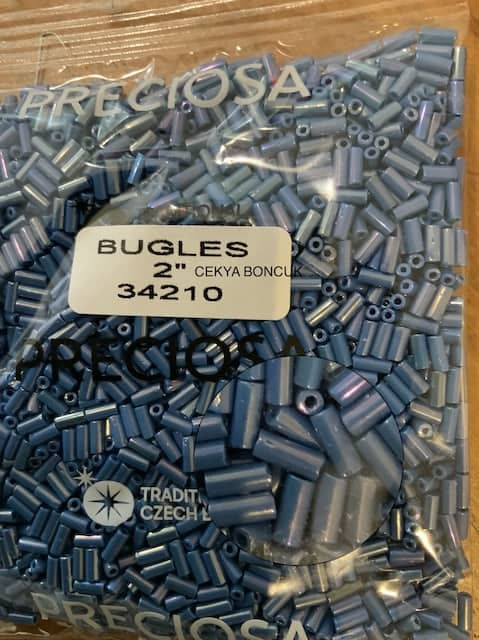 PRECIOSA
BUGLES
2" CEKYA BONCUK
34210
PRECIOSA
TRADIT
CZECH
PRECIOSA